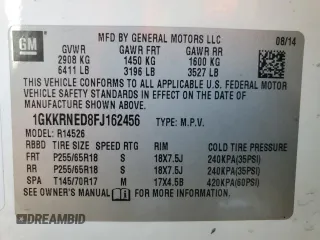 GM
MFD BY GENERAL MOTORS LLC
08/14
GVWR GAWR FRT GAWR RR
2908 KG 1450 KG 1600 KG
6411 LB 3196 LB 3527 LB
THIS VEHICLE CONFORMS TO ALL APPLICABLE U.S. FEDERAL
MOTOR VEHICLE SAFETY STANDARDS IN EFFECT ON THE DATE OF
MANUFACTURE SHOWN ABOVE.
1GKKRNED8FJ162456 TYPE: M.P.V.
MODEL: R14526
TIRE SIZE SPD RTG RIM COLD TIRE PRESSURE
FRT P255/65R18 S 18X7.5J 240KPA(35PSI)
RR P255/65R18 S 18X7.5J 240KPA(35PSI)
SPA T145/70R17 M 17X4.5B 420KPA(60PSI)
SEE OWNER'S MANUAL FOR ADDITIONAL INFORMATION.
DREAMBID